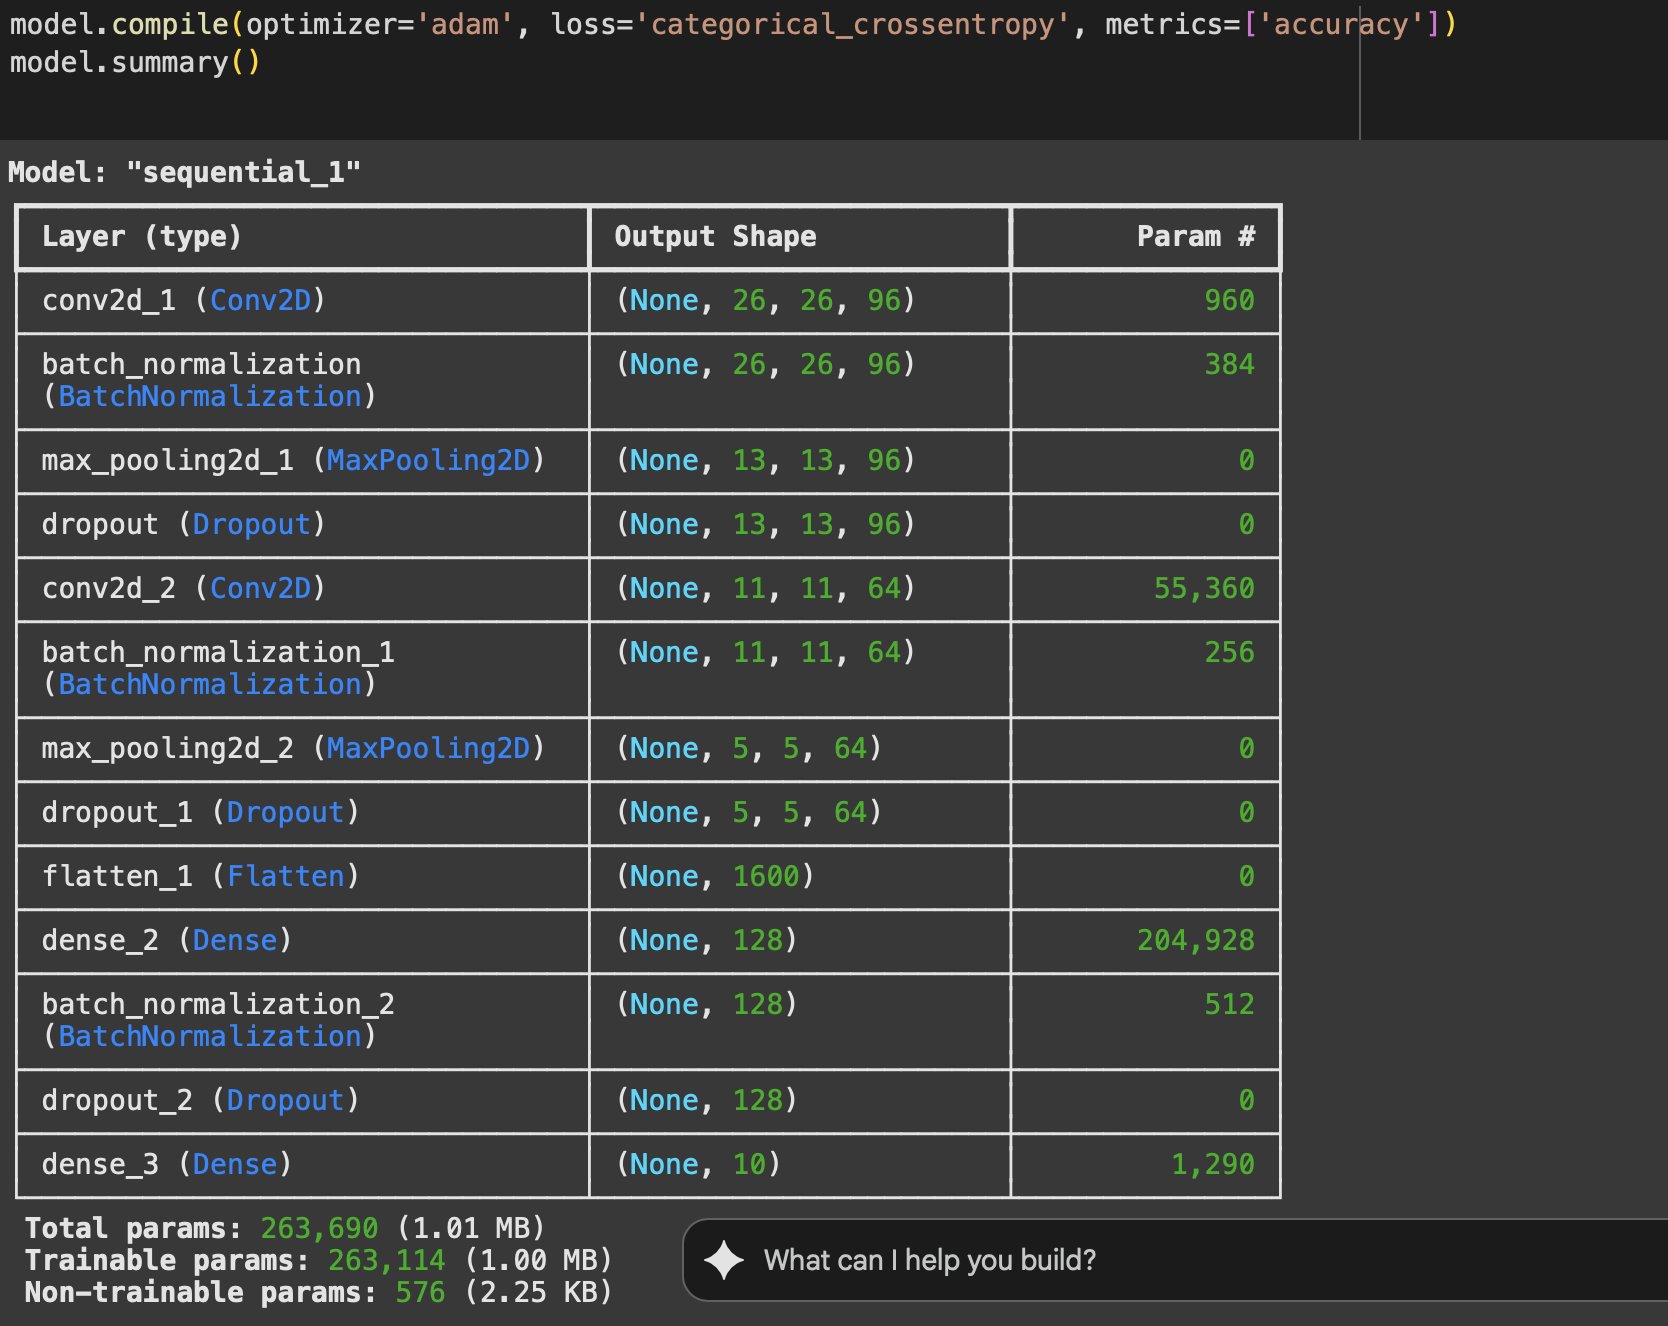 model.compile(optimizer='adam', loss='categorical_crossentropy', metrics=['accuracy'])
model.summary()
Model: "sequential_1"
Layer (type) Output Shape Param #
conv2d_1 (Conv2D) (None, 26, 26, 96) 960
batch_normalization (None, 26, 26, 96) 384
(BatchNormalization)
max_pooling2d_1 (MaxPooling2D) (None, 13, 13, 96) 0
dropout (Dropout) (None, 13, 13, 96) 0
conv2d_2 (Conv2D) (None, 11, 11, 64) 55,360
batch_normalization_1 (None, 11, 11, 64) 256
(BatchNormalization)
max_pooling2d_2 (MaxPooling2D) (None, 5, 5, 64) 0
dropout_1 (Dropout) (None, 5, 5, 64) 0
flatten_1 (Flatten) (None, 1600) 0
dense_2 (Dense) (None, 128) 204,928
batch_normalization_2 (None, 128) 512
(BatchNormalization)
dropout_2 (Dropout) (None, 128) 0
dense_3 (Dense) (None, 10) 1,290
Total params: 263,690 (1.01 MB)
Trainable params: 263,114 (1.00 MB)
Non-trainable params: 576 (2.25 KB)
What can I help you build?